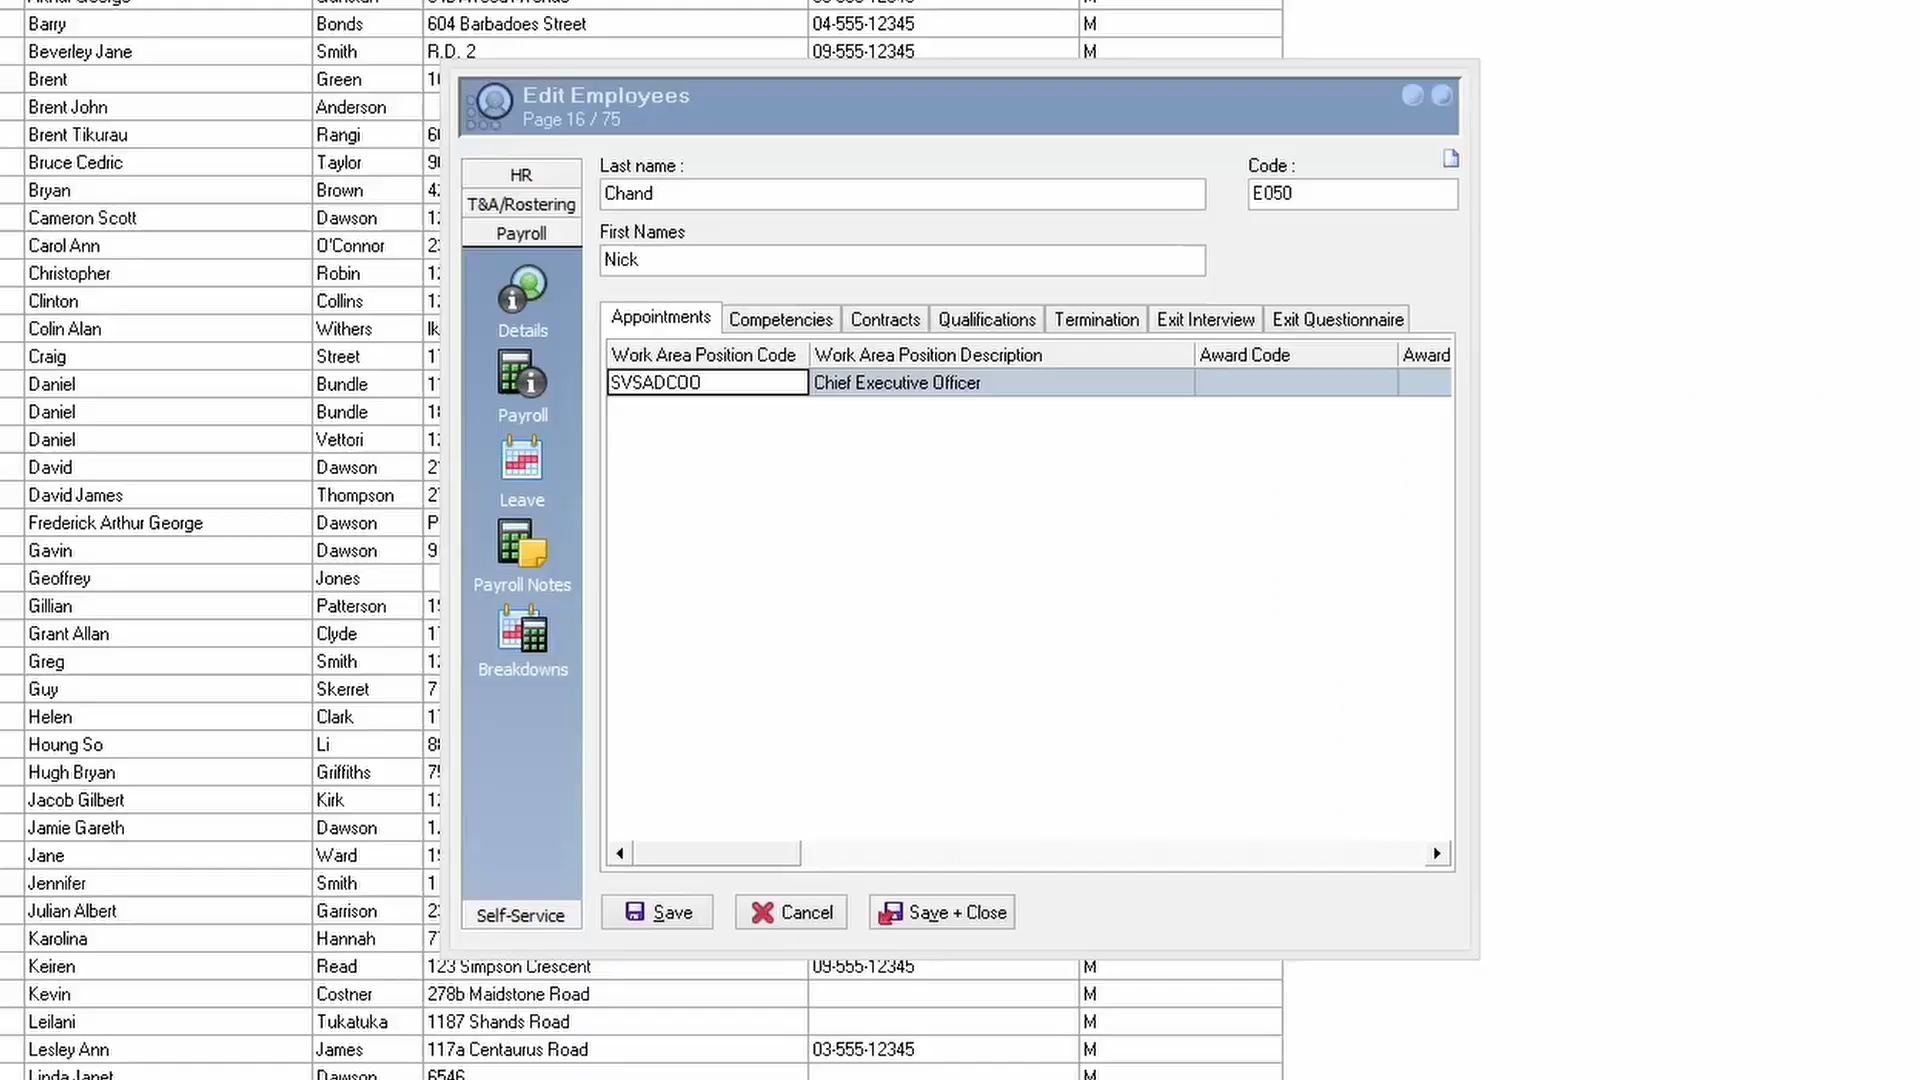 Barry Bonds 604 Barbadoes Street 04-555-12345 M
Beverley Jane Smith R.D. 2 09-555-12345 M
Brent Green
Brent John Anderson
Brent Tikurau Rangi
Bruce Cedric Taylor
Bryan Brown
Cameron Scott Dawson
Carol Ann O'Connor
Christopher Robin
Clinton Collins
Colin Alan Withers
Craig Street
Daniel Bundle
Daniel Bundle
Daniel Vettori
David Dawson
David James Thompson
Frederick Arthur George Dawson P
Gavin Dawson 9
Geoffrey Jones
Gillian Patterson
Grant Allan Clyde
Greg Smith
Guy Skerret 7
Helen Clark
Houng So Li
Hugh Bryan Griffiths
Jacob Gilbert Kirk
Jamie Gareth Dawson
Jane Ward
Jennifer Smith
Julian Albert Garrison
Karolina Hannah
Keiren Read 123 Simpson Crescent 09-555-12345 M
Kevin Costner 278b Maidstone Road M
Leilani Tukatuka 1187 Shands Road M
Lesley Ann James 117a Centaurus Road 03-555-12345 M
Linda Janet Dawson 6546 M
Edit Employees
Page 16 / 75
HR
T&A/Rostering
Payroll
Details
Payroll
Leave
Payroll Notes
Breakdowns
Self-Service
Last name : Code :
Chand E050
First Names
Nick
Appointments Competencies Contracts Qualifications Termination Exit Interview Exit Questionnaire
Work Area Position Code Work Area Position Description Award Code Award
SVSADCOO Chief Executive Officer
Save Cancel Save + Close